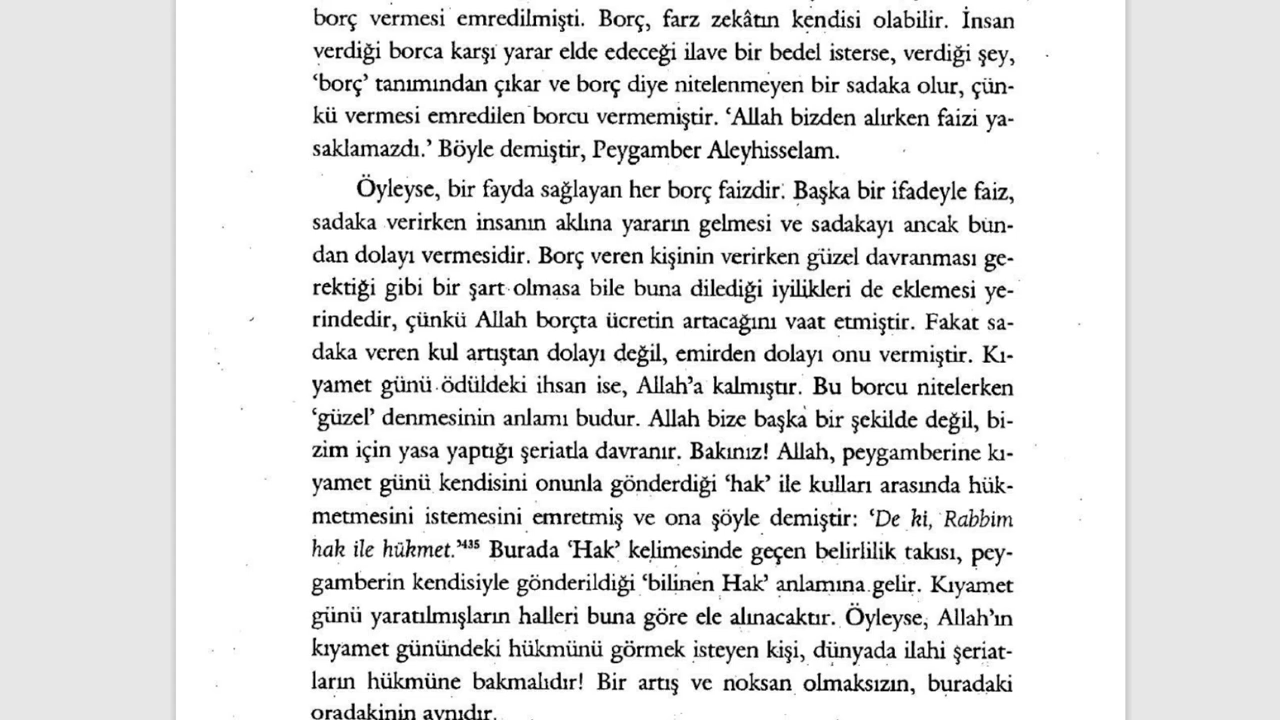 borç vermesi emredilmişti. Borç, farz zekâtın kendisi olabilir. İnsan
verdiği borca karşı yarar elde edeceği ilave bir bedel isterse, verdiği şey,
‘borç’ tanımından çıkar ve borç diye nitelenmeyen bir sadaka olur, çün-
kü vermesi emredilen borcu vermemiştir. ‘Allah bizden alırken faizi ya-
saklamazdı.’ Böyle demiştir, Peygamber Aleyhisselam.
Öyleyse, bir fayda sağlayan her borç faizdir. Başka bir ifadeyle faiz,
sadaka verirken insanın aklına yararın gelmesi ve sadakayı ancak bun-
dan dolayı vermesidir. Borç veren kişinin verirken güzel davranması ge-
rektiği gibi bir şart olmasa bile buna dilediği iyilikleri de eklemesi ye-
rindedir, çünkü Allah borçta ücretin artacağını vaat etmiştir. Fakat sa-
daka veren kul artıştan dolayı değil, emirden dolayı onu vermiştir. Kı-
yamet günü ödüldeki ihsan ise, Allah’a kalmıştır. Bu borcu nitelerken
‘güzel’ denmesinin anlamı budur. Allah bize başka bir şekilde değil, bi-
zim için yasa yaptığı şeriatla davranır. Bakınız! Allah, peygamberine kı-
yamet günü kendisini onunla gönderdiği ‘hak’ ile kulları arasında hük-
metmesini istemesini emretmiş ve ona şöyle demiştir: ‘De ki, Rabbim
hak ile hükmet.’⁴³⁵ Burada ‘Hak’ kelimesinde geçen belirlilik takısı, pey-
gamberin kendisiyle gönderildiği ‘bilinen Hak’ anlamına gelir. Kıyamet
günü yaratılmışların halleri buna göre ele alınacaktır. Öyleyse, Allah’ın
kıyamet günündeki hükmünü görmek isteyen kişi, dünyada ilahi şeriat-
ların hükmüne bakmalıdır! Bir artış ve noksan olmaksızın, buradaki
oradakinin aynıdır.